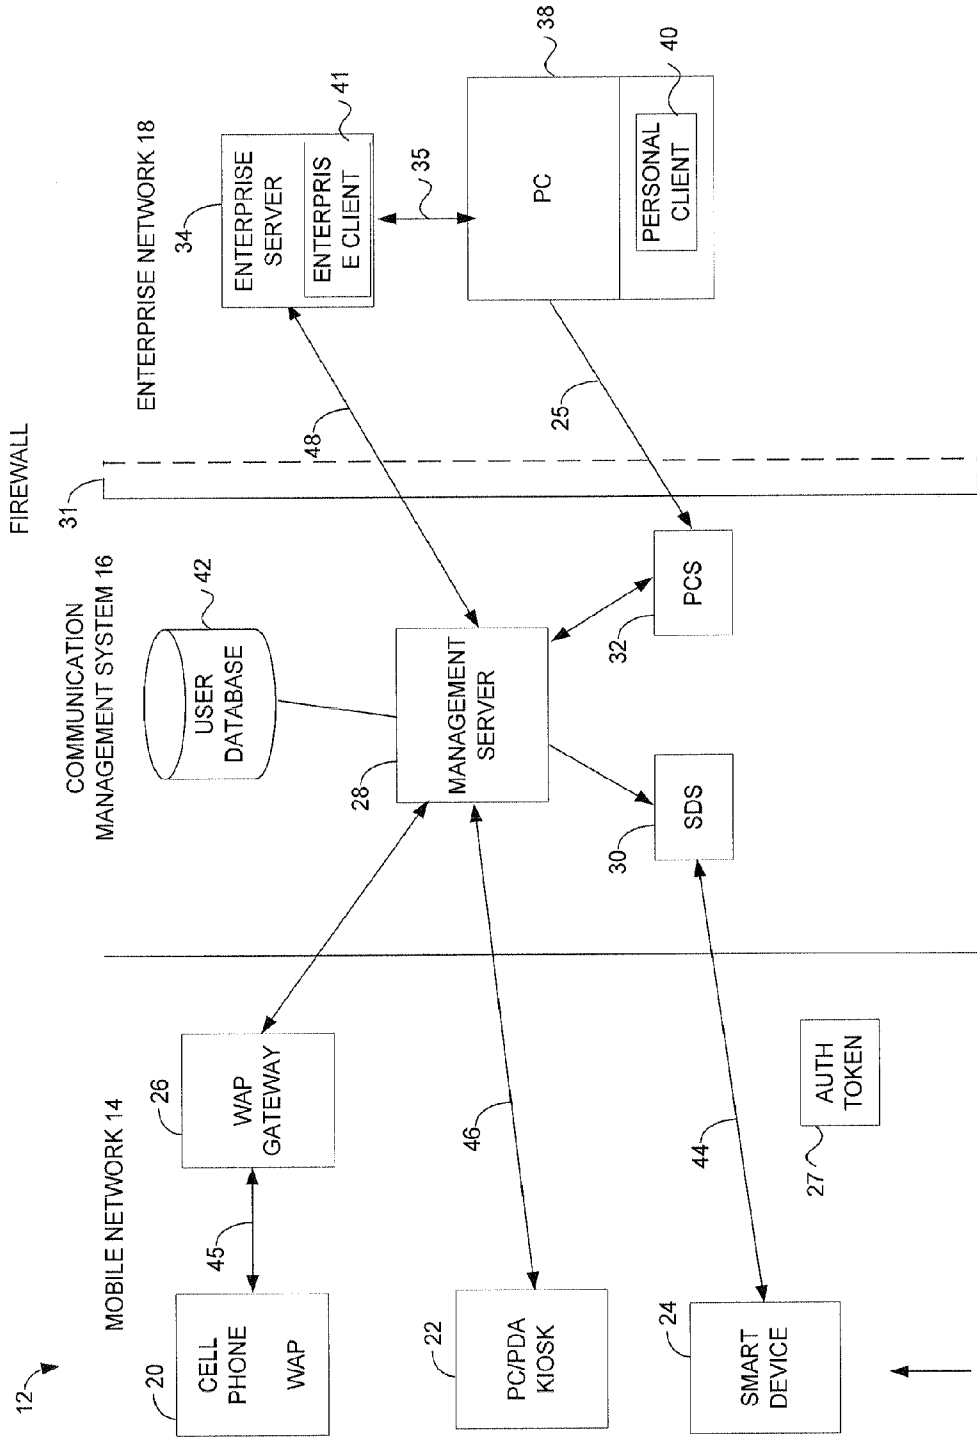 12
MOBILE NETWORK 14
COMMUNICATION
MANAGEMENT SYSTEM 16
FIREWALL
31
ENTERPRISE NETWORK 18
20
CELL
PHONE
WAP
45
26
WAP
GATEWAY
22
PC/PDA
KIOSK
46
24
SMART
DEVICE
44
27
AUTH
TOKEN
USER
DATABASE
42
28
MANAGEMENT
SERVER
30
SDS
32
PCS
48
25
34
ENTERPRISE
SERVER
ENTERPRIS
E CLIENT
41
35
PC
38
PERSONAL
CLIENT
40